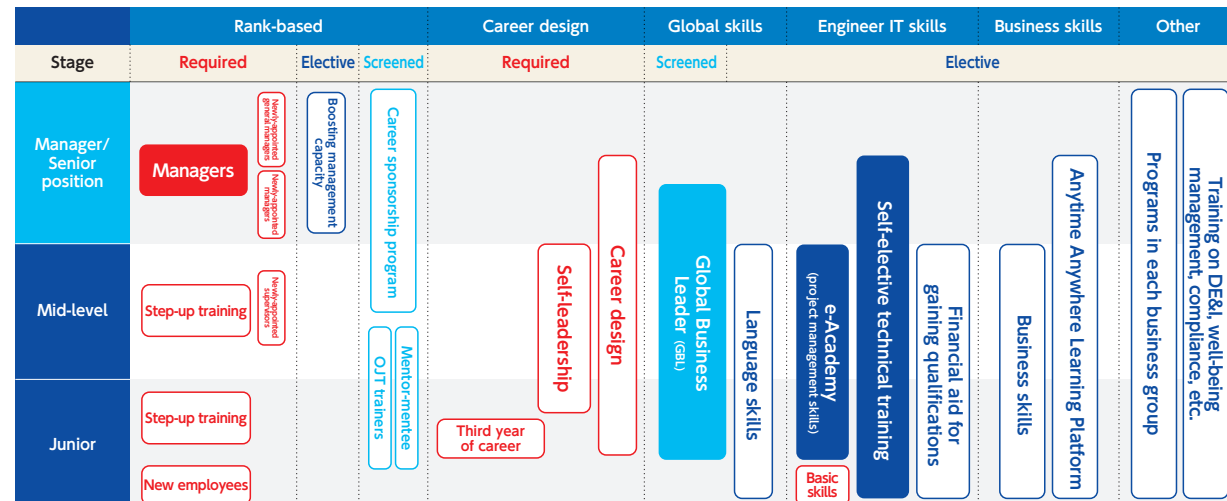 Rank-based
Career design
Global skills
Engineer IT skills
Business skills
Other
Stage
Required
Elective
Screened
Required
Screened
Elective
Manager/
Senior
position
Managers
Newly-appointed
general managers
Newly-appointed
managers
Boosting management
capacity
Career sponsorship program
Mid-level
Step-up training
Newly-appointed
supervisors
Mentor-mentee
OJT trainers
Junior
Step-up training
New employees
Third year
of career
Self-leadership
Career design
Global Business
Leader (GBL)
Language skills
e-Academy
(project management skills)
Basic
skills
Self-elective technical training
Financial aid for
gaining qualifications
Business skills
Anytime Anywhere Learning Platform
Programs in each business group
Training on DE&I, well-being
management, compliance, etc.